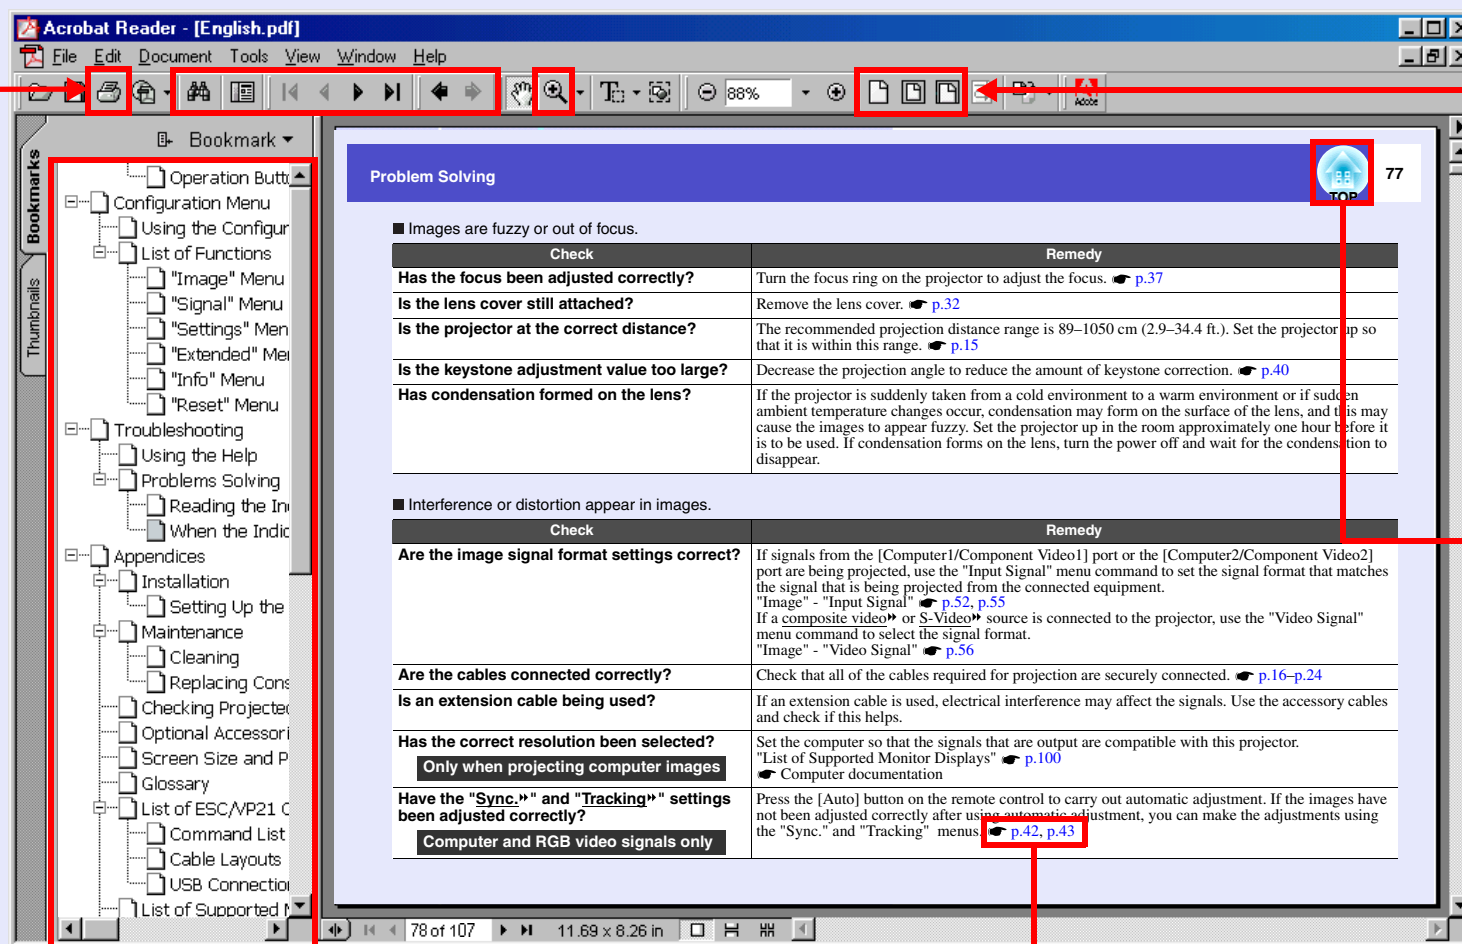 Acrobat Reader - [English.pdf]
File Edit Document Tools View Window Help
88%
Adobe
Bookmarks
Thumbnails
Bookmark
Operation Butt
Configuration Menu
Using the Configur
List of Functions
"Image" Menu
"Signal" Menu
"Settings" Men
"Extended" Me
"Info" Menu
"Reset" Menu
Troubleshooting
Using the Help
Problems Solving
Reading the In
When the Indic
Appendices
Installation
Setting Up the
Maintenance
Cleaning
Replacing Cons
Checking Projected
Optional Accessori
Screen Size and P
Glossary
List of ESC/VP21 C
Command List
Cable Layouts
USB Connection
List of Supported M
Problem Solving
TOP
77
■ Images are fuzzy or out of focus.
Check Remedy
Has the focus been adjusted correctly? Turn the focus ring on the projector to adjust the focus. ☛ p.37
Is the lens cover still attached? Remove the lens cover. ☛ p.32
Is the projector at the correct distance? The recommended projection distance range is 89–1050 cm (2.9–34.4 ft.). Set the projector up so
that it is within this range. ☛ p.15
Is the keystone adjustment value too large? Decrease the projection angle to reduce the amount of keystone correction. ☛ p.40
Has condensation formed on the lens? If the projector is suddenly taken from a cold environment to a warm environment or if sudden
ambient temperature changes occur, condensation may form on the surface of the lens, and this may
cause the images to appear fuzzy. Set the projector up in the room approximately one hour before it
is to be used. If condensation forms on the lens, turn the power off and wait for the condensation to
disappear.
■ Interference or distortion appear in images.
Check Remedy
Are the image signal format settings correct? If signals from the [Computer1/Component Video1] port or the [Computer2/Component Video2]
port are being projected, use the "Input Signal" menu command to set the signal format that matches
the signal that is being projected from the connected equipment.
"Image" - "Input Signal" ☛ p.52, p.55
If a composite video» or S-Video» source is connected to the projector, use the "Video Signal"
menu command to select the signal format.
"Image" - "Video Signal" ☛ p.56
Are the cables connected correctly? Check that all of the cables required for projection are securely connected. ☛ p.16–p.24
Is an extension cable being used? If an extension cable is used, electrical interference may affect the signals. Use the accessory cables
and check if this helps.
Has the correct resolution been selected? Set the computer so that the signals that are output are compatible with this projector.
Only when projecting computer images "List of Supported Monitor Displays" ☛ p.100
☛ Computer documentation
Have the "Sync.»" and "Tracking»" settings Press the [Auto] button on the remote control to carry out automatic adjustment. If the images have
been adjusted correctly? not been adjusted correctly after using automatic adjustment, you can make the adjustments using
Computer and RGB video signals only the "Sync." and "Tracking" menus. ☛ p.42, p.43
78 of 107 11.69 x 8.26 in